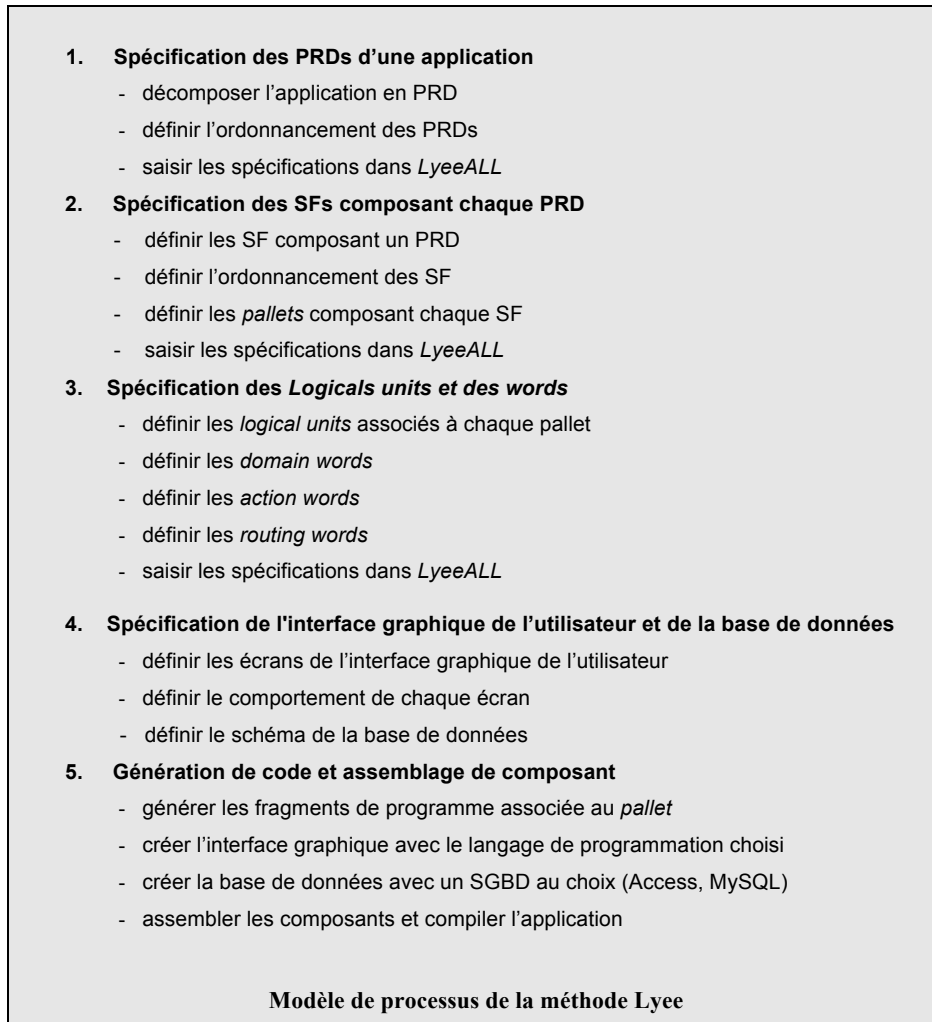 1. Spécification des PRDs d’une application
- décomposer l’application en PRD
- définir l’ordonnancement des PRDs
- saisir les spécifications dans LyeeALL
2. Spécification des SFs composant chaque PRD
- définir les SF composant un PRD
- définir l’ordonnancement des SF
- définir les pallets composant chaque SF
- saisir les spécifications dans LyeeALL
3. Spécification des Logicals units et des words
- définir les logical units associés à chaque pallet
- définir les domain words
- définir les action words
- définir les routing words
- saisir les spécifications dans LyeeALL
4. Spécification de l'interface graphique de l’utilisateur et de la base de données
- définir les écrans de l’interface graphique de l’utilisateur
- définir le comportement de chaque écran
- définir le schéma de la base de données
5. Génération de code et assemblage de composant
- générer les fragments de programme associée au pallet
- créer l’interface graphique avec le langage de programmation choisi
- créer la base de données avec un SGBD au choix (Access, MySQL)
- assembler les composants et compiler l’application
Modèle de processus de la méthode Lyee